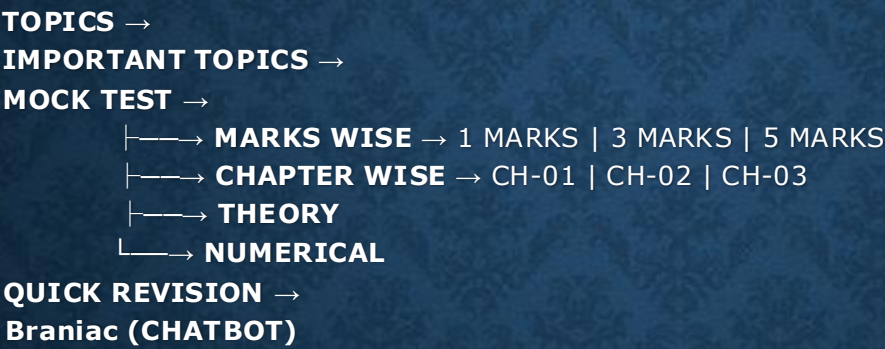 TOPICS →
IMPORTANT TOPICS →
MOCK TEST →
├──→ MARKS WISE → 1 MARKS | 3 MARKS | 5 MARKS
├──→ CHAPTER WISE → CH-01 | CH-02 | CH-03
├──→ THEORY
└──→ NUMERICAL
QUICK REVISION →
Braniac (CHATBOT)